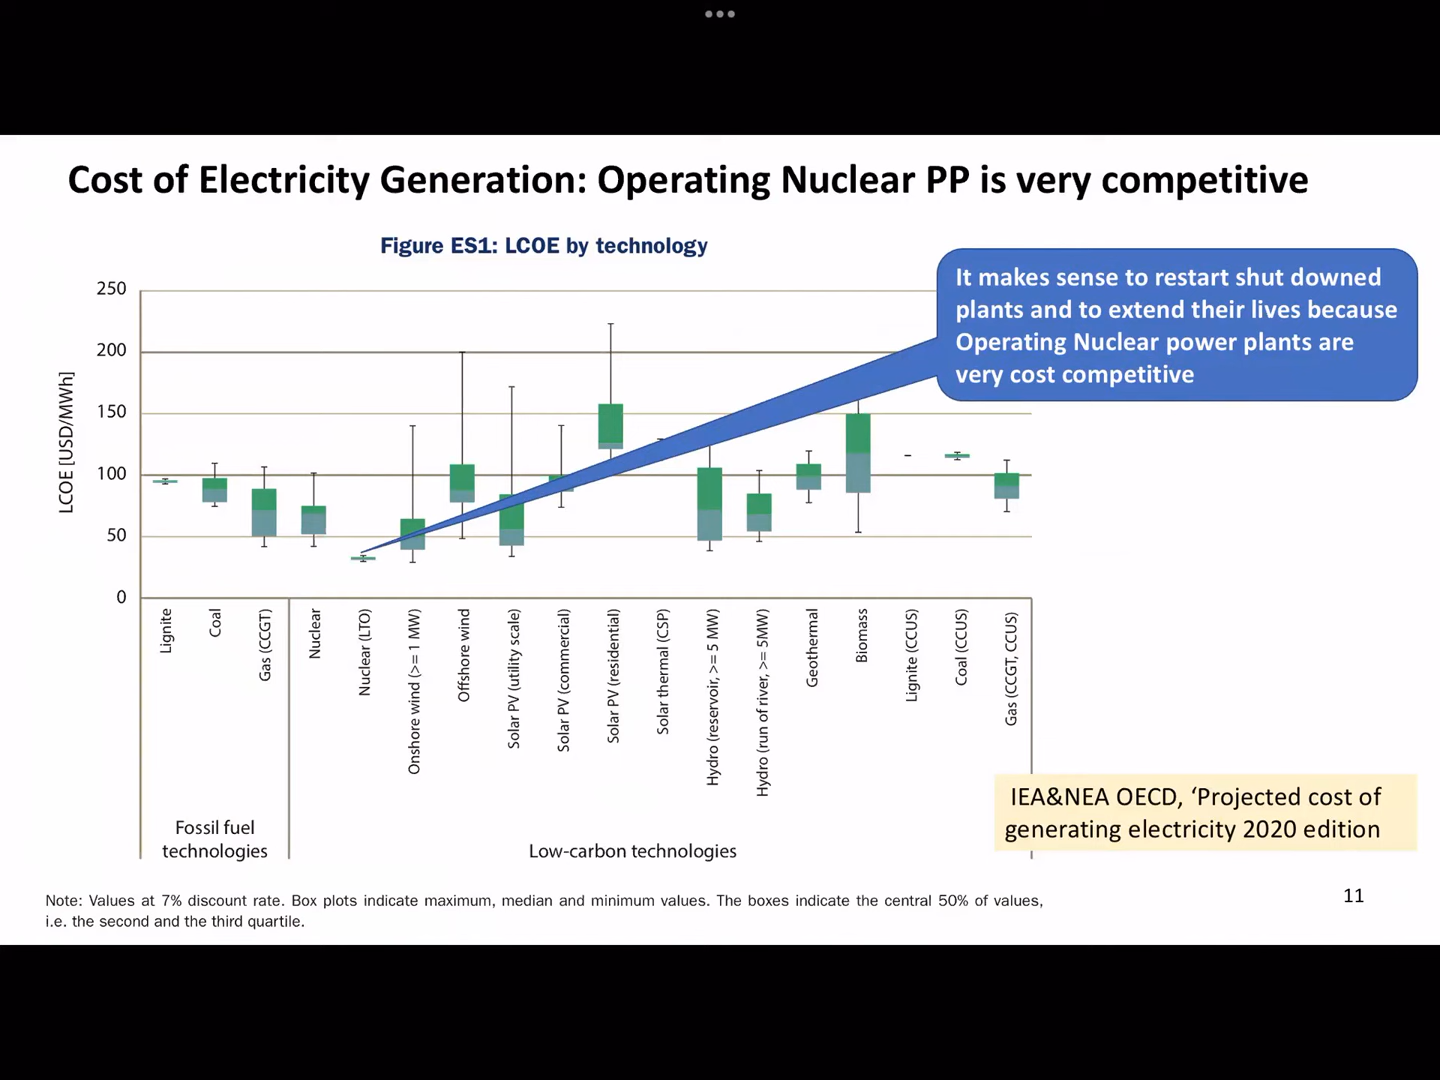 Cost of Electricity Generation: Operating Nuclear PP is very competitive
Figure ES1: LCOE by technology
It makes sense to restart shut downed
plants and to extend their lives because
Operating Nuclear power plants are
very cost competitive
LCOE [USD/MWh]
250
200
150
100
50
0
Lignite
Coal
Gas (CCGT)
Nuclear
Nuclear (LTO)
Onshore wind (>= 1 MW)
Offshore wind
Solar PV (utility scale)
Solar PV (commercial)
Solar PV (residential)
Solar thermal (CSP)
Hydro (reservoir, >= 5 MW)
Hydro (run of river, >= 5MW)
Geothermal
Biomass
Lignite (CCUS)
Coal (CCUS)
Gas (CCGT, CCUS)
Fossil fuel
technologies
Low-carbon technologies
IEA&NEA OECD, ‘Projected cost of
generating electricity 2020 edition
11
Note: Values at 7% discount rate. Box plots indicate maximum, median and minimum values. The boxes indicate the central 50% of values,
i.e. the second and the third quartile.